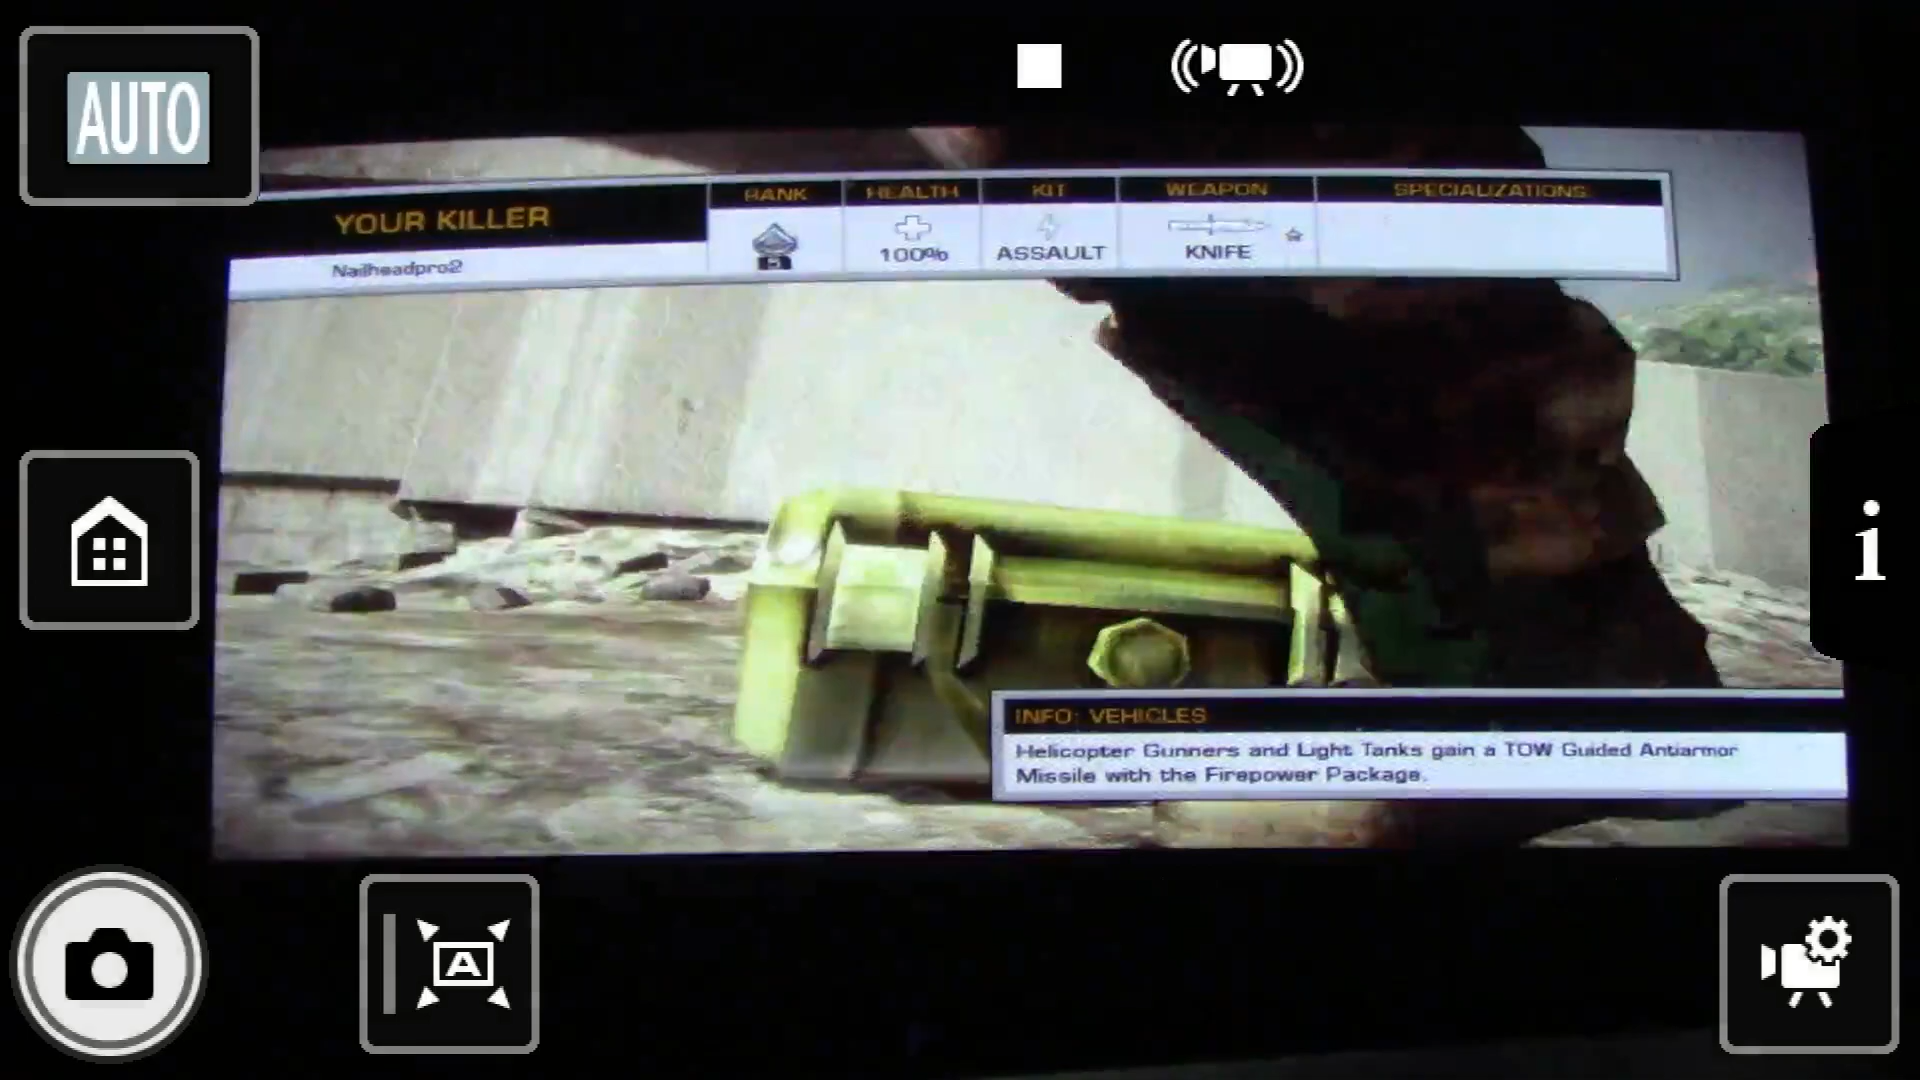 AUTO
RANK
HEALTH
KIT
WEAPON
SPECIALIZATIONS
YOUR KILLER
100%
ASSAULT
KNIFE
Nailheadpro2
i
INFO: VEHICLES
Helicopter Gunners and Light Tanks gain a TOW Guided Antiarmor
Missile with the Firepower Package.
A